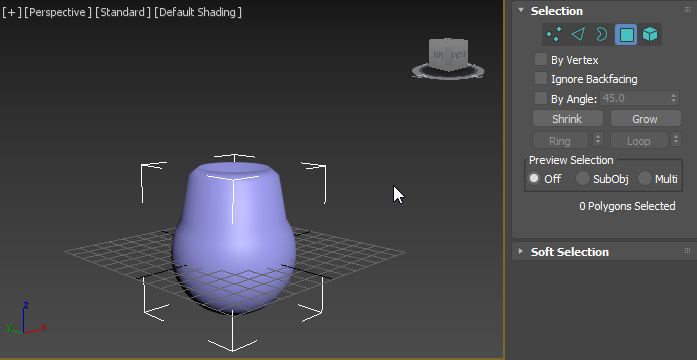 [+] [Perspective] [Standard] [Default Shading]
Selection
By Vertex
Ignore Backfacing
By Angle: 45.0
Shrink Grow
Ring Loop
Preview Selection
Off SubObj Multi
0 Polygons Selected
Soft Selection
z
y x